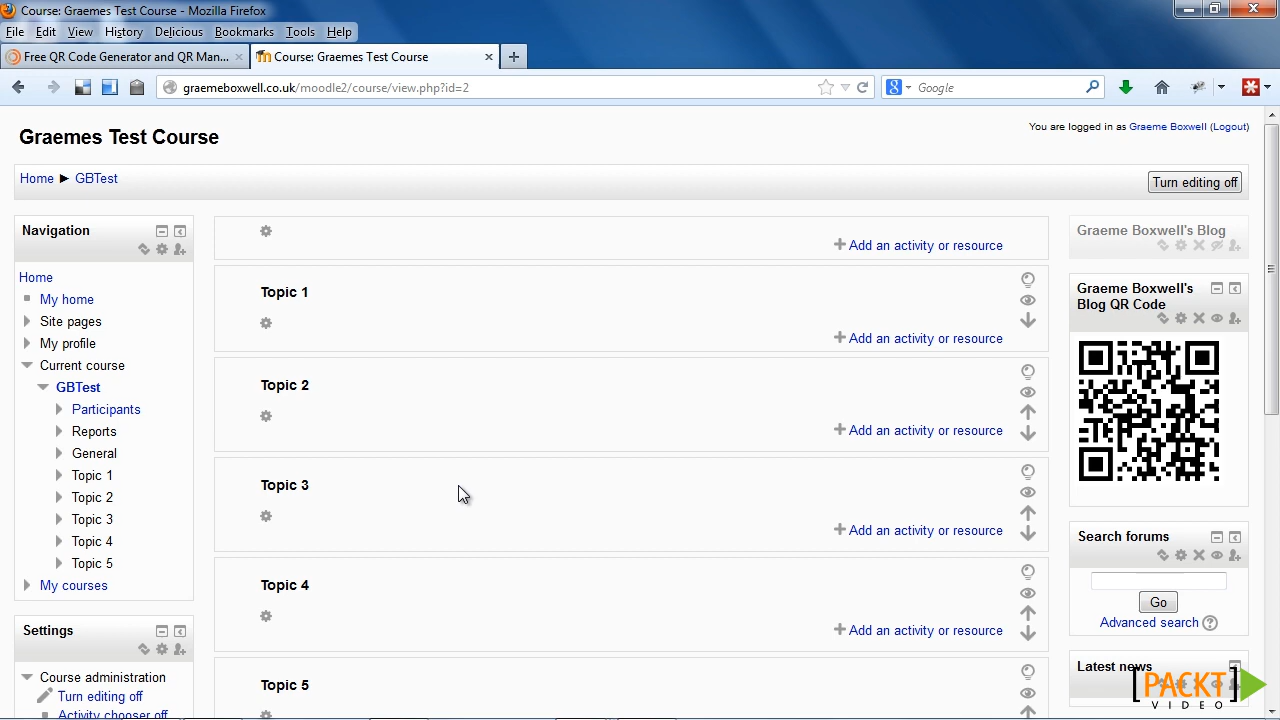 Course: Graemes Test Course - Mozilla Firefox
File Edit View History Delicious Bookmarks Tools Help
Free QR Code Generator and QR Man...
Course: Graemes Test Course
graemeboxwell.co.uk/moodle2/course/view.php?id=2
Google
Graemes Test Course
You are logged in as Graeme Boxwell (Logout)
Home ► GBTest
Turn editing off
Navigation
Home
My home
Site pages
My profile
Current course
GBTest
Participants
Reports
General
Topic 1
Topic 2
Topic 3
Topic 4
Topic 5
My courses
Settings
Course administration
Turn editing off
Activity chooser off
Add an activity or resource
Topic 1
Add an activity or resource
Topic 2
Add an activity or resource
Topic 3
Add an activity or resource
Topic 4
Add an activity or resource
Topic 5
Graeme Boxwell's Blog
Graeme Boxwell's
Blog QR Code
Search forums
Go
Advanced search
Latest news
[PACKT]
VIDEO